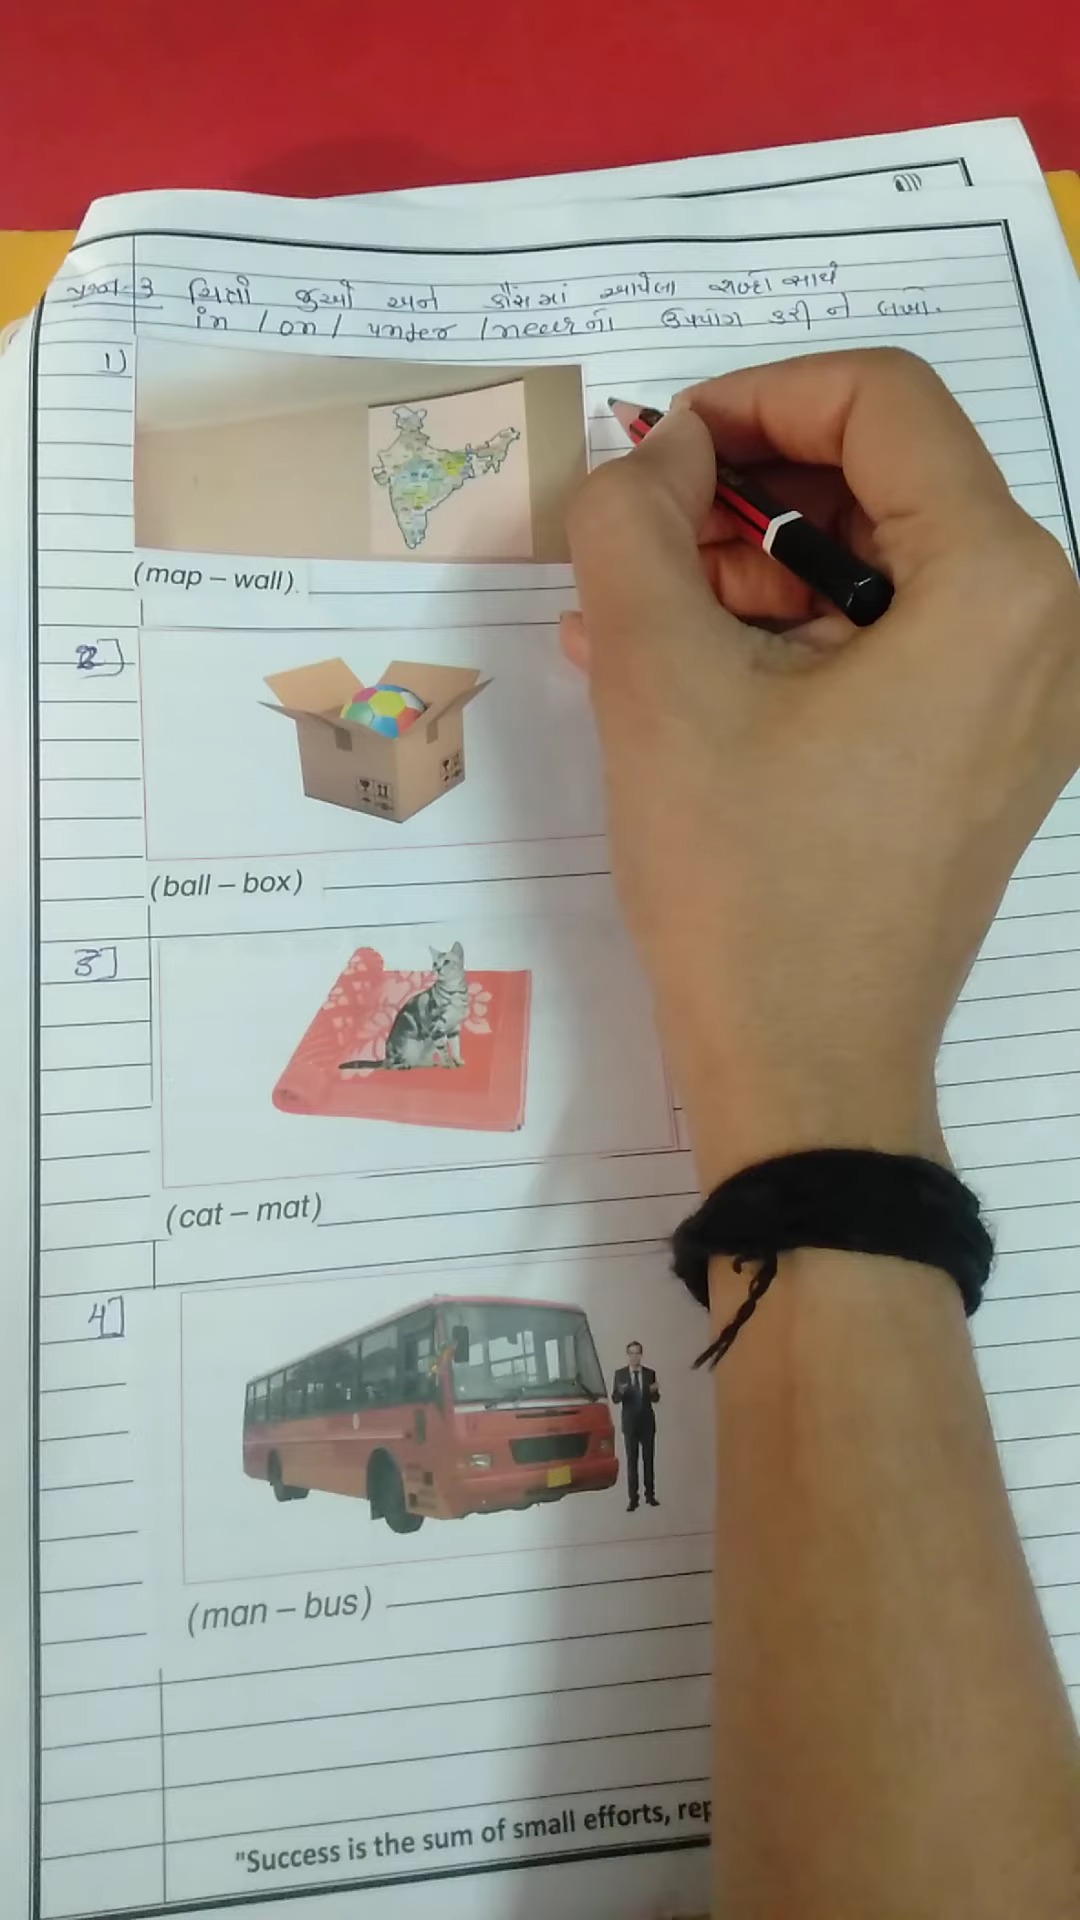 પ્રશ્ન-3 ચિત્રો જુઓ અને કૌંસમાં આપેલા શબ્દો સાથે
in / on / under / near નો ઉપયોગ કરી ને લખો.
1)
(map – wall).
2]
(ball – box)
3]
(cat – mat)
4]
(man – bus)
"Success is the sum of small efforts, rep